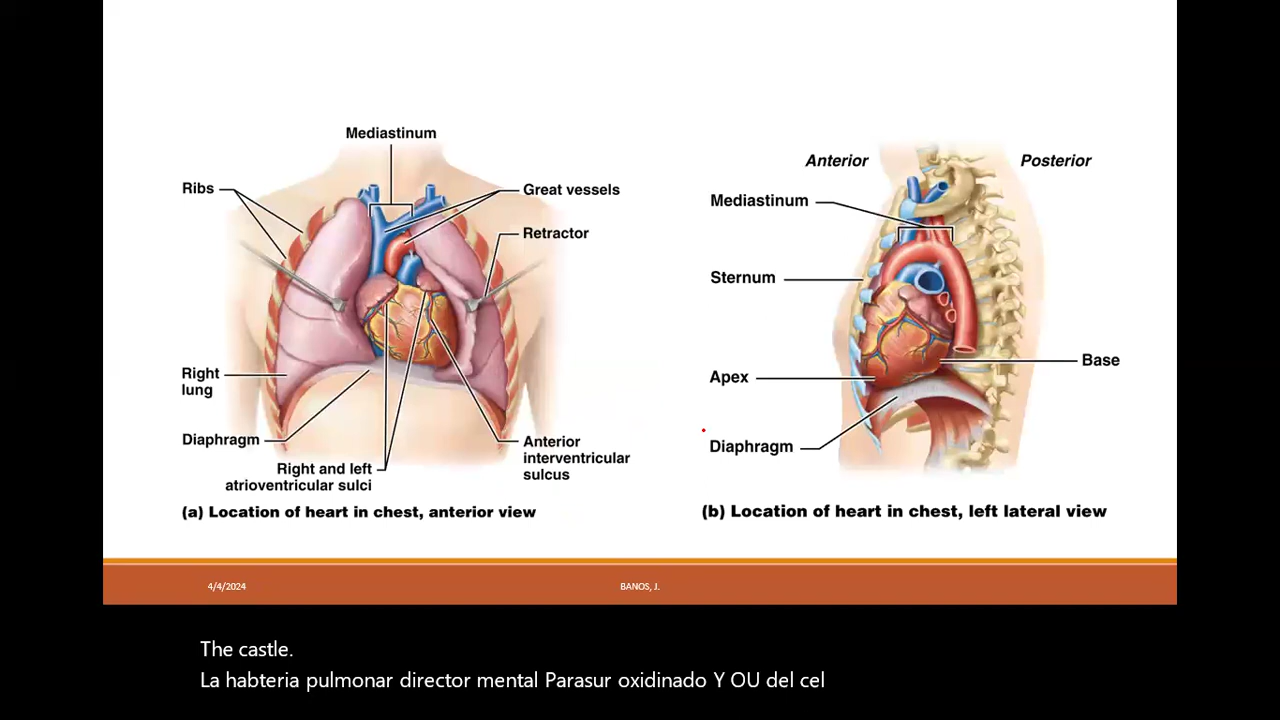 Mediastinum
Ribs
Great vessels
Retractor
Right
lung
Diaphragm
Right and left
atrioventricular sulci
Anterior
interventricular
sulcus
(a) Location of heart in chest, anterior view
Anterior
Posterior
Mediastinum
Sternum
Base
Apex
Diaphragm
(b) Location of heart in chest, left lateral view
4/4/2024
BANOS, J.
The castle.
La habteria pulmonar director mental Parasur oxidinado Y OU del cel